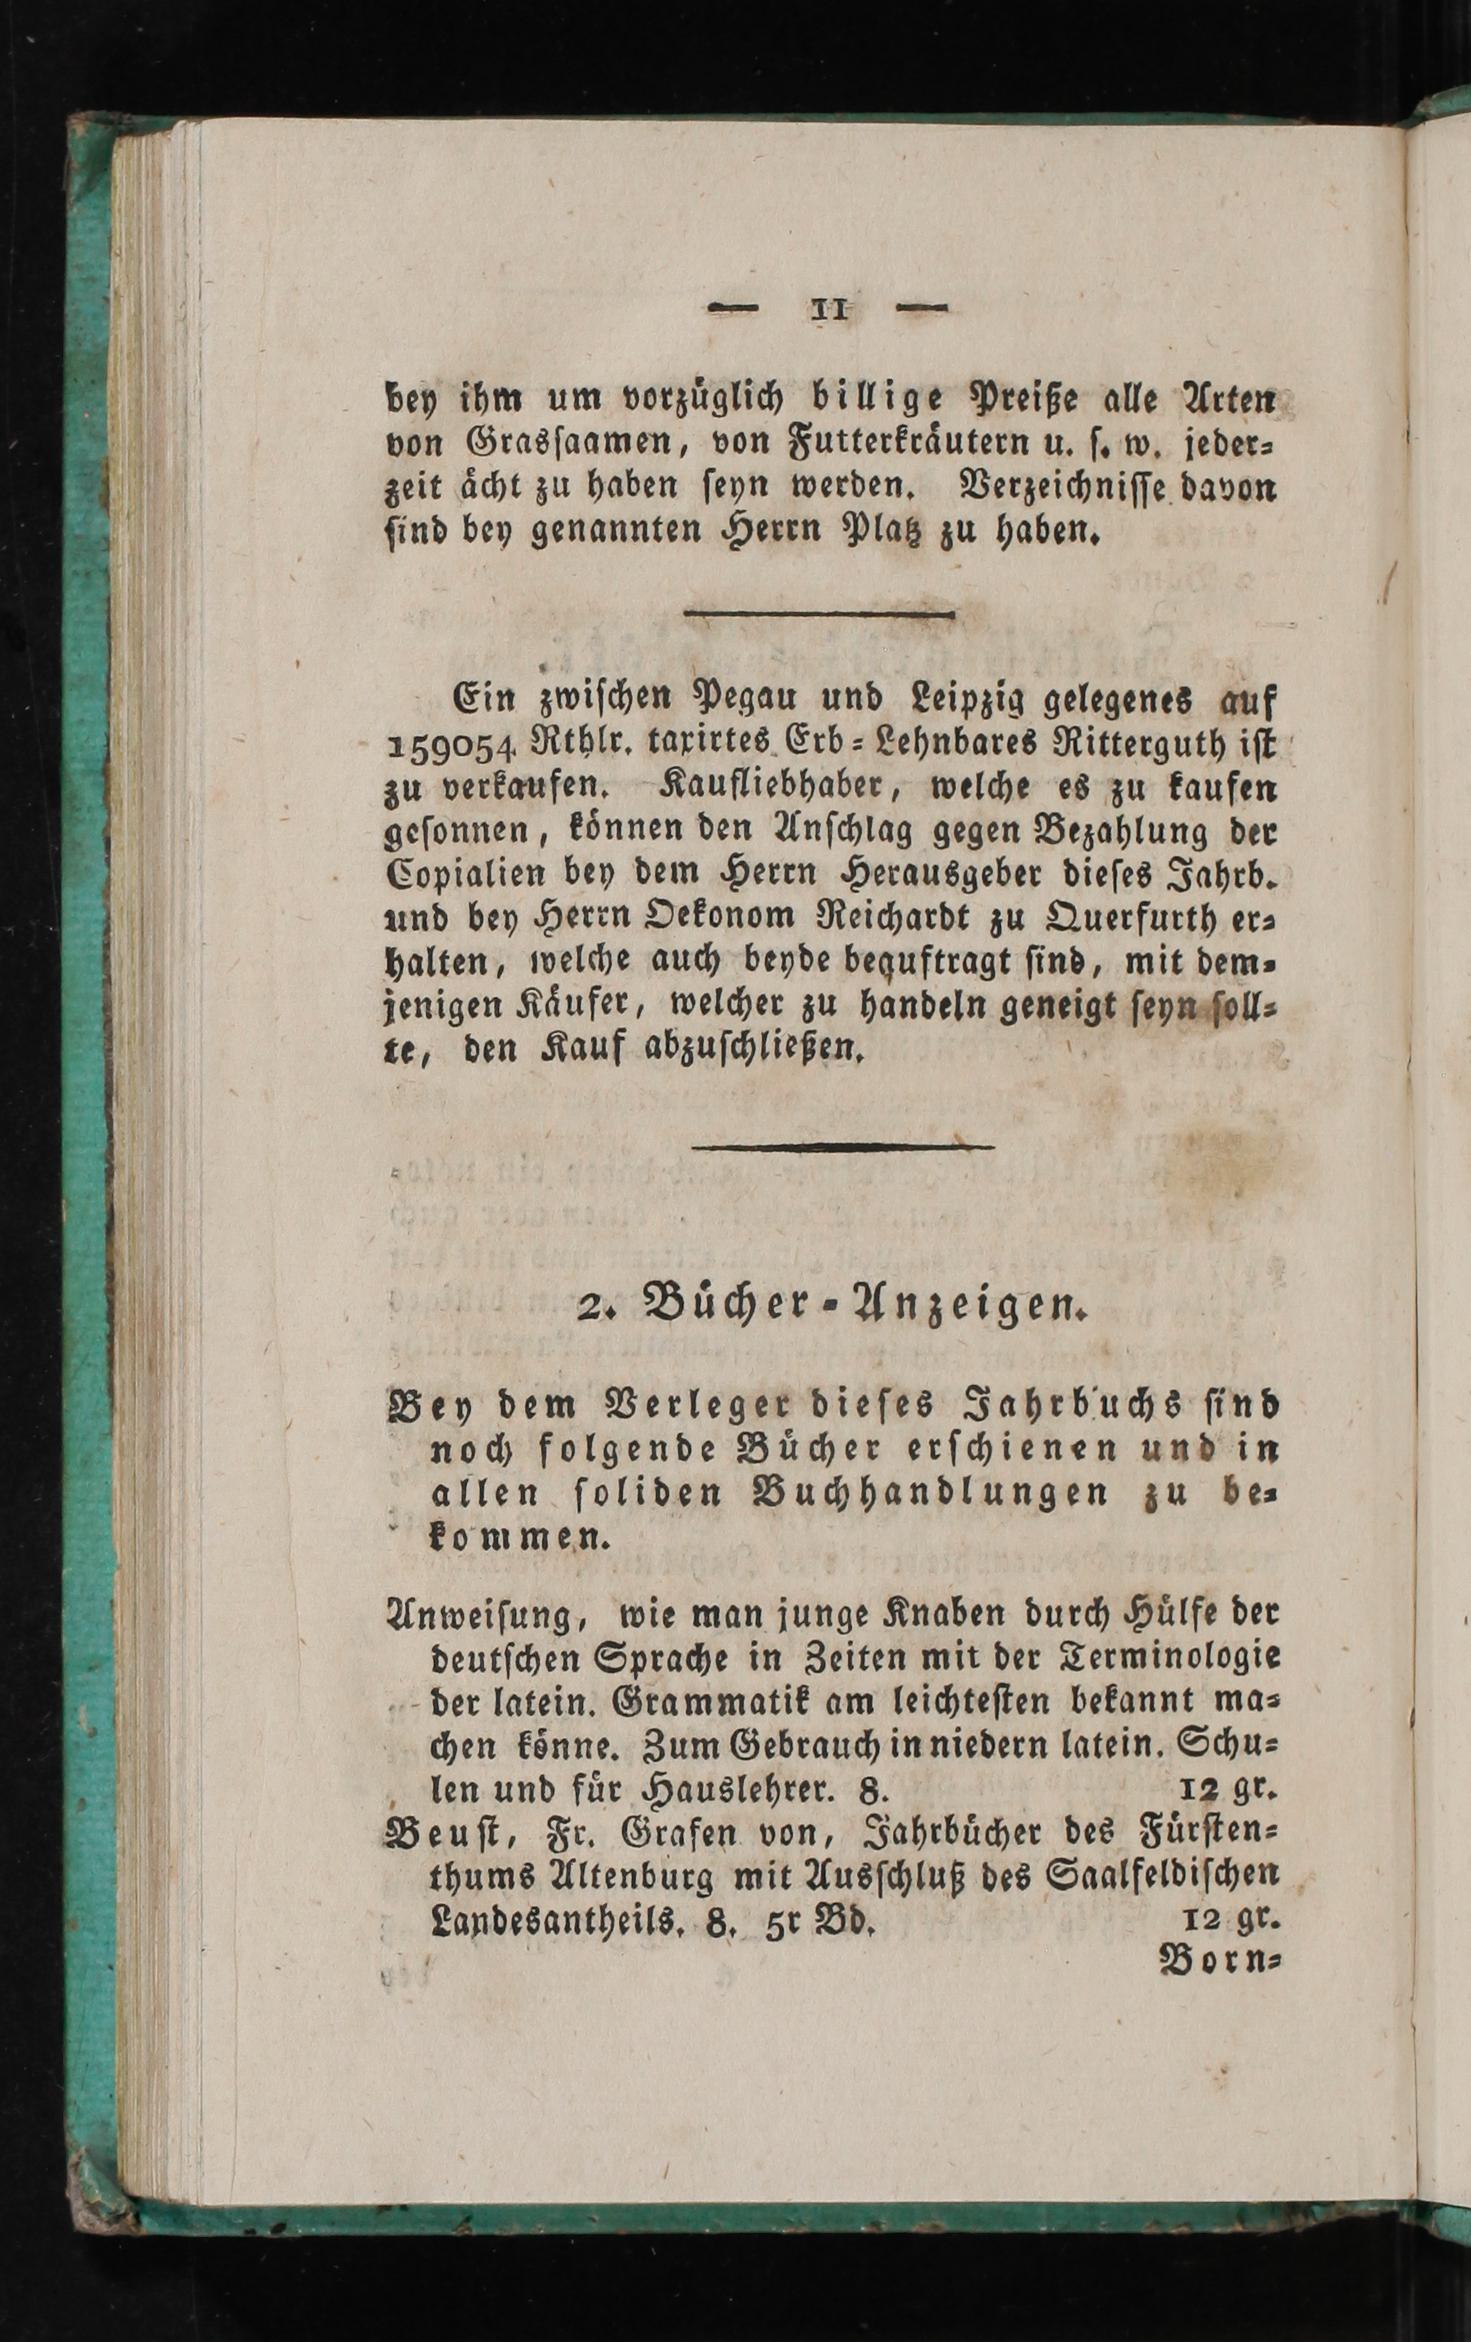 — 11 —
bey ihm um vorzüglich billige Preiße alle Arten
von Grasſaamen, von Futterkräutern u. ſ. w. jeder-
zeit ächt zu haben ſeyn werden. Verzeichniſſe davon
ſind bey genannten Herrn Platz zu haben.
Ein zwiſchen Pegau und Leipzig gelegenes auf
159054 Rthlr. taxirtes Erb-Lehnbares Ritterguth iſt
zu verkaufen. Kaufliebhaber, welche es zu kaufen
geſonnen, können den Anſchlag gegen Bezahlung der
Copialien bey dem Herrn Herausgeber dieſes Jahrb.
und bey Herrn Oekonom Reichardt zu Querfurth er-
halten, welche auch beyde beauftragt ſind, mit dem-
jenigen Käufer, welcher zu handeln geneigt ſeyn ſoll-
te, den Kauf abzuſchließen.
2. Bücher-Anzeigen.
Bey dem Verleger dieſes Jahrbuchs ſind
noch folgende Bücher erſchienen und in
allen ſoliden Buchhandlungen zu be-
kommen.
Anweiſung, wie man junge Knaben durch Hülfe der
deutſchen Sprache in Zeiten mit der Terminologie
der latein. Grammatik am leichteſten bekannt ma-
chen könne. Zum Gebrauch in niedern latein. Schu-
len und für Hauslehrer. 8. 12 gr.
Beuſt, Fr. Grafen von, Jahrbücher des Fürſten-
thums Altenburg mit Ausſchluß des Saalfeldiſchen
Landesantheils. 8. 5r Bd. 12 gr.
Born-